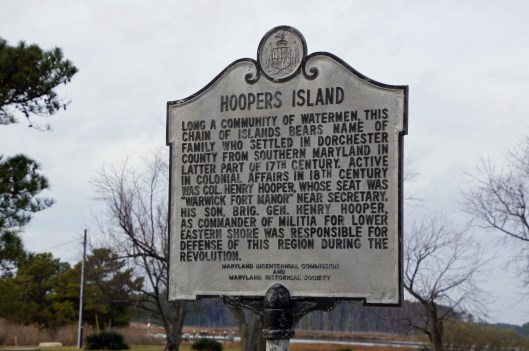 HOOPERS ISLAND
LONG A COMMUNITY OF WATERMEN, THIS
CHAIN OF ISLANDS BEARS NAME OF
FAMILY WHO SETTLED IN DORCHESTER
COUNTY FROM SOUTHERN MARYLAND IN
LATTER PART OF 17TH CENTURY. ACTIVE
IN COLONIAL AFFAIRS IN 18TH CENTURY
WAS COL. HENRY HOOPER, WHOSE SEAT WAS
"WARWICK FORT MANOR" NEAR SECRETARY.
HIS SON, BRIG. GEN. HENRY HOOPER,
AS COMMANDER OF MILITIA FOR LOWER
EASTERN SHORE WAS RESPONSIBLE FOR
DEFENSE OF THIS REGION DURING THE
REVOLUTION.
MARYLAND BICENTENNIAL COMMISSION
AND
MARYLAND HISTORICAL SOCIETY